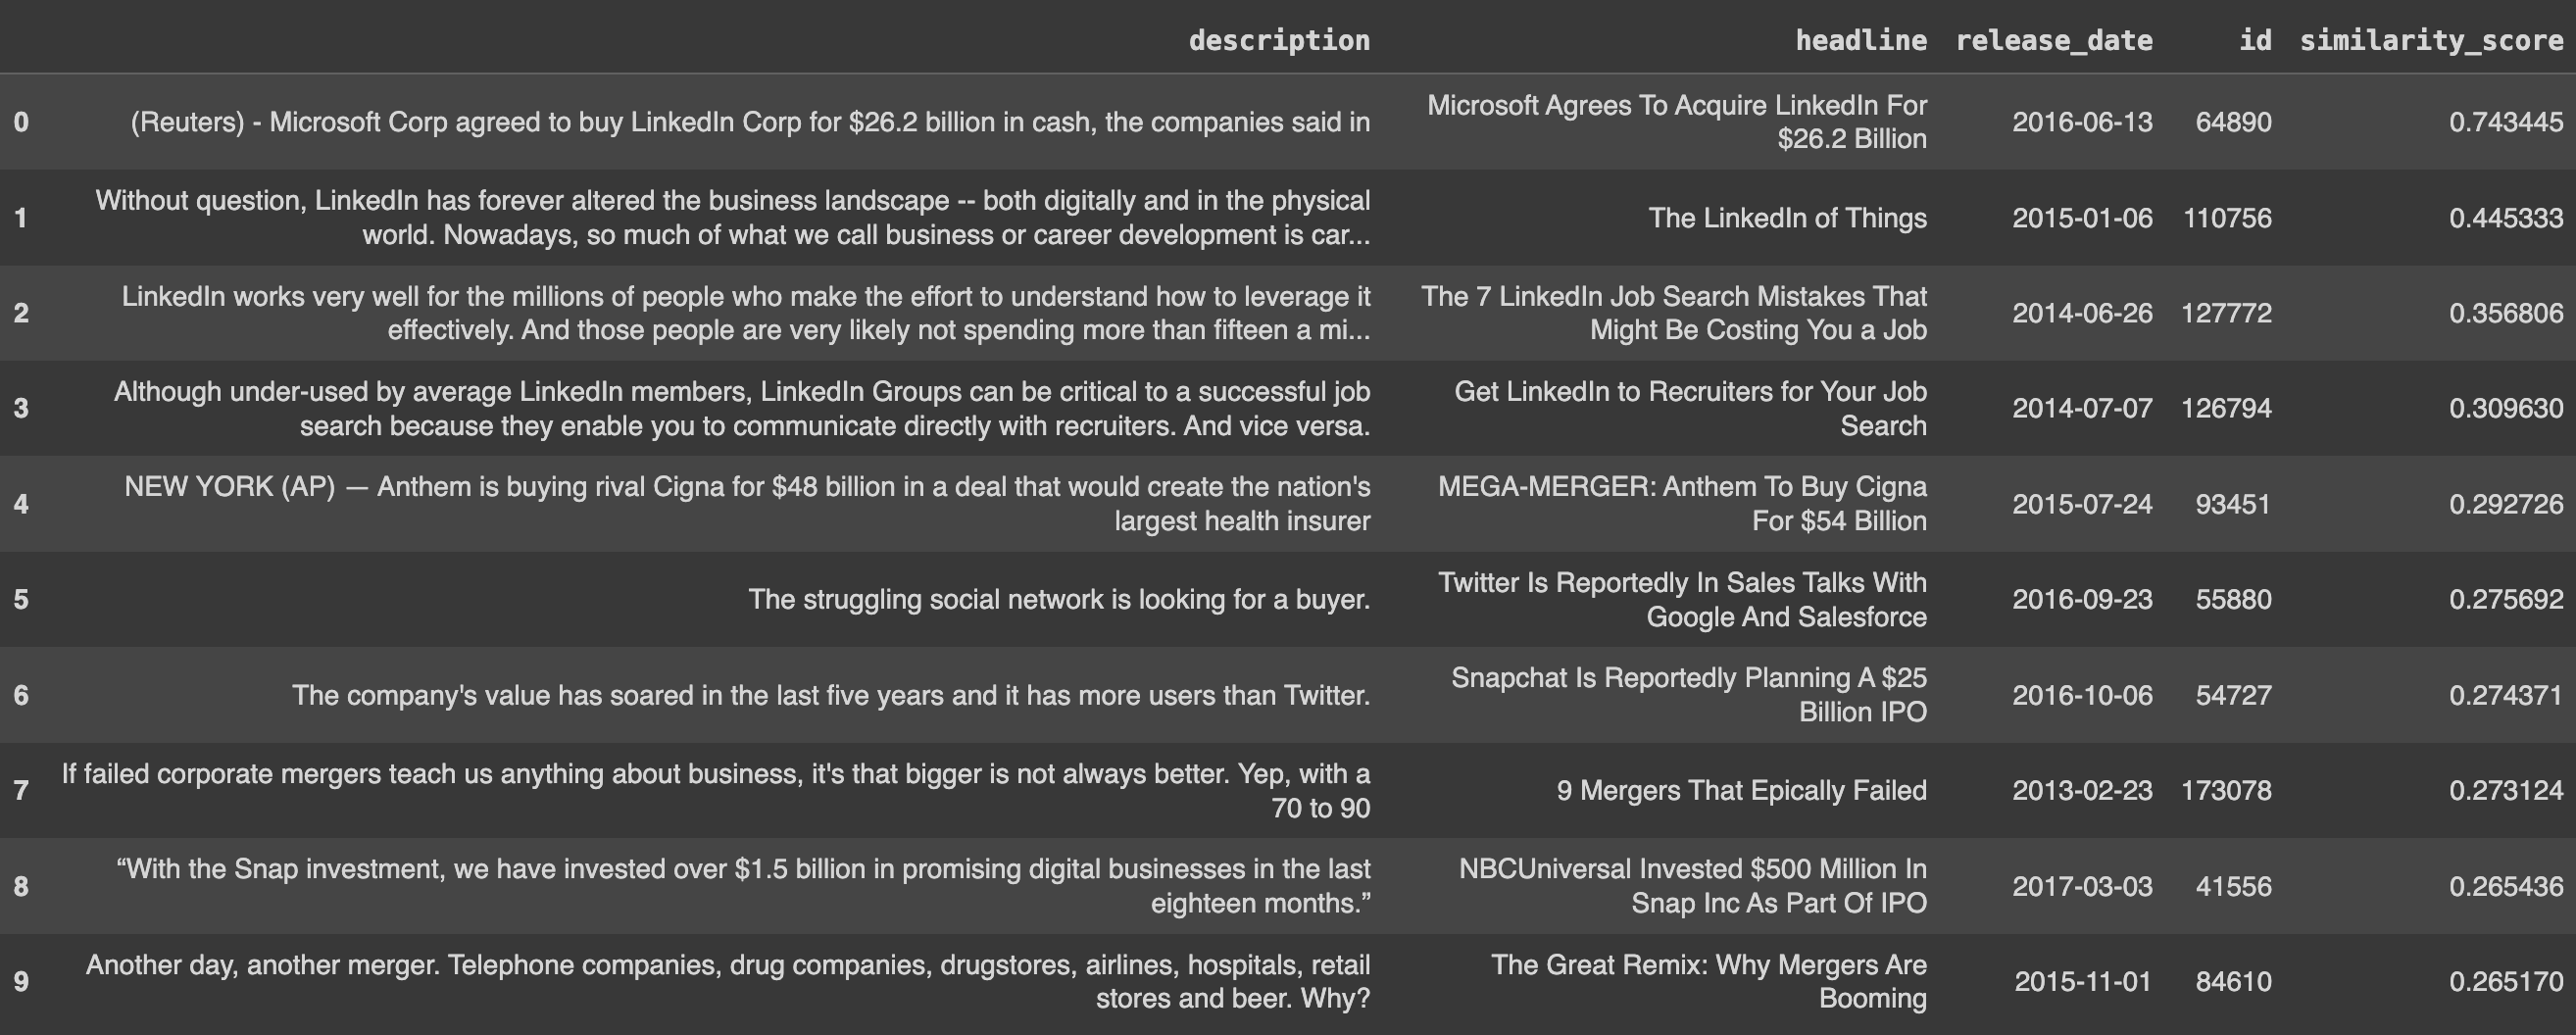 description headline release_date id similarity_score
0 (Reuters) - Microsoft Corp agreed to buy LinkedIn Corp for $26.2 billion in cash, the companies said in Microsoft Agrees To Acquire LinkedIn For
$26.2 Billion 2016-06-13 64890 0.743445
1 Without question, LinkedIn has forever altered the business landscape -- both digitally and in the physical
world. Nowadays, so much of what we call business or career development is car... The LinkedIn of Things 2015-01-06 110756 0.445333
2 LinkedIn works very well for the millions of people who make the effort to understand how to leverage it
effectively. And those people are very likely not spending more than fifteen a mi... The 7 LinkedIn Job Search Mistakes That
Might Be Costing You a Job 2014-06-26 127772 0.356806
3 Although under-used by average LinkedIn members, LinkedIn Groups can be critical to a successful job
search because they enable you to communicate directly with recruiters. And vice versa. Get LinkedIn to Recruiters for Your Job
Search 2014-07-07 126794 0.309630
4 NEW YORK (AP) — Anthem is buying rival Cigna for $48 billion in a deal that would create the nation's
largest health insurer MEGA-MERGER: Anthem To Buy Cigna
For $54 Billion 2015-07-24 93451 0.292726
5 The struggling social network is looking for a buyer. Twitter Is Reportedly In Sales Talks With
Google And Salesforce 2016-09-23 55880 0.275692
6 The company's value has soared in the last five years and it has more users than Twitter. Snapchat Is Reportedly Planning A $25
Billion IPO 2016-10-06 54727 0.274371
7 If failed corporate mergers teach us anything about business, it's that bigger is not always better. Yep, with a
70 to 90 9 Mergers That Epically Failed 2013-02-23 173078 0.273124
8 “With the Snap investment, we have invested over $1.5 billion in promising digital businesses in the last
eighteen months.” NBCUniversal Invested $500 Million In
Snap Inc As Part Of IPO 2017-03-03 41556 0.265436
9 Another day, another merger. Telephone companies, drug companies, drugstores, airlines, hospitals, retail
stores and beer. Why? The Great Remix: Why Mergers Are
Booming 2015-11-01 84610 0.265170